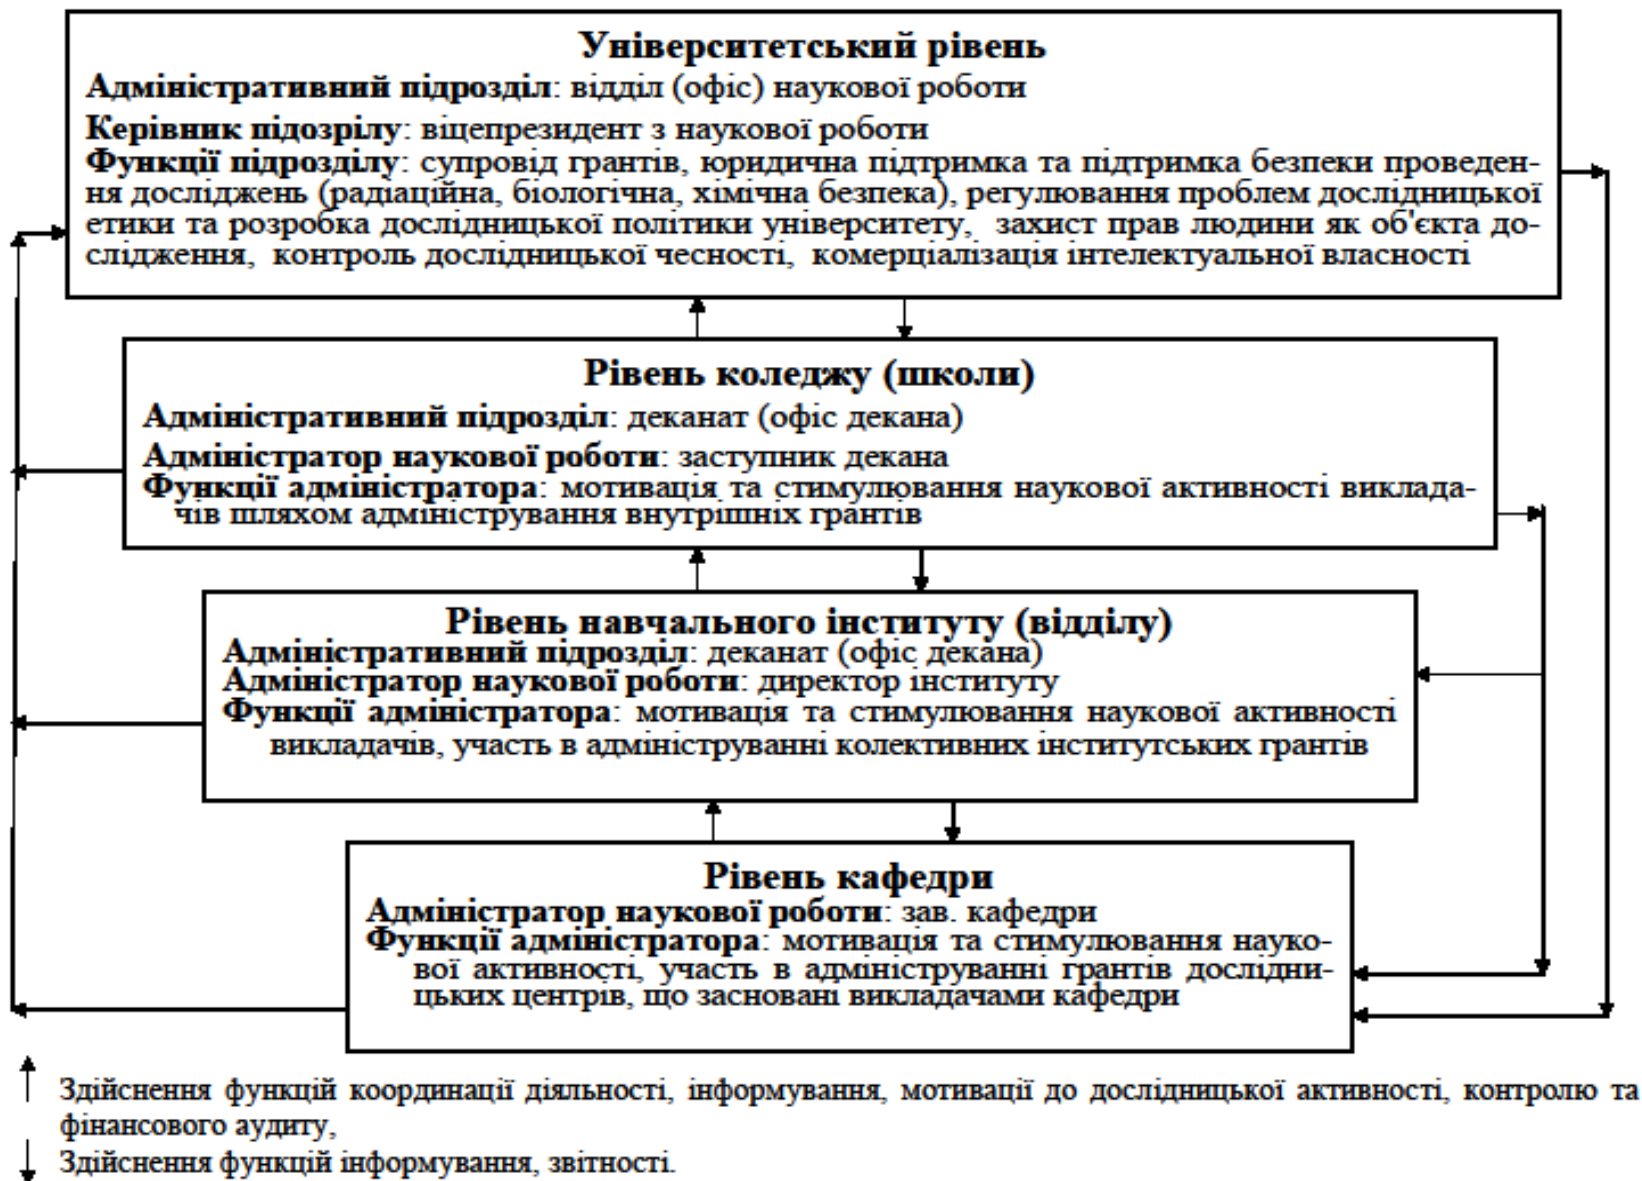 Університетський рівень
Адміністративний підрозділ: відділ (офіс) наукової роботи
Керівник підозрілу: віцепрезидент з наукової роботи
Функції підрозділу: супровід грантів, юридична підтримка та підтримка безпеки проведен-
ня досліджень (радіаційна, біологічна, хімічна безпека), регулювання проблем дослідницької
етики та розробка дослідницької політики університету, захист прав людини як об'єкта до-
слідження, контроль дослідницької чесності, комерціалізація інтелектуальної власності
Рівень коледжу (школи)
Адміністративний підрозділ: деканат (офіс декана)
Адміністратор наукової роботи: заступник декана
Функції адміністратора: мотивація та стимулювання наукової активності виклада-
чів шляхом адміністрування внутрішніх грантів
Рівень навчального інституту (відділу)
Адміністративний підрозділ: деканат (офіс декана)
Адміністратор наукової роботи: директор інституту
Функції адміністратора: мотивація та стимулювання наукової активності
викладачів, участь в адмініструванні колективних інститутських грантів
Рівень кафедри
Адміністратор наукової роботи: зав. кафедри
Функції адміністратора: мотивація та стимулювання науко-
вої активності, участь в адмініструванні грантів дослідни-
цьких центрів, що засновані викладачами кафедри
Здійснення функцій координації діяльності, інформування, мотивації до дослідницької активності, контролю та
фінансового аудиту,
Здійснення функцій інформування, звітності.